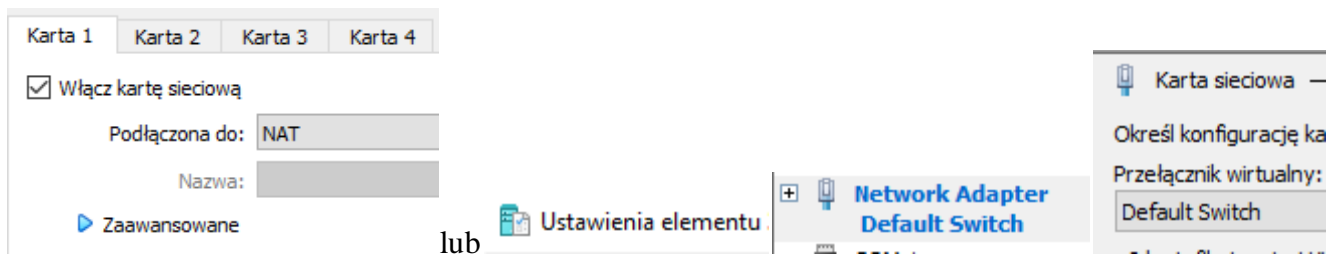 Karta 1 Karta 2 Karta 3 Karta 4
Włącz kartę sieciową
Podłączona do: NAT
Nazwa:
Zaawansowane
lub
Ustawienia elementu
Network Adapter
Default Switch
Karta sieciowa —
Określ konfigurację ka
Przełącznik wirtualny:
Default Switch